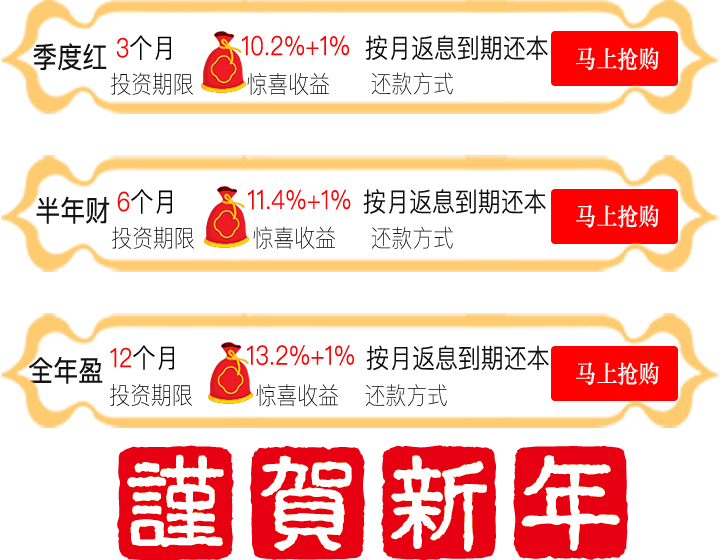 季度红 3个月 10.2%+1% 按月返息到期还本 马上抢购
投资期限 惊喜收益 还款方式
半年财 6个月 11.4%+1% 按月返息到期还本 马上抢购
投资期限 惊喜收益 还款方式
全年盈 12个月 13.2%+1% 按月返息到期还本 马上抢购
投资期限 惊喜收益 还款方式
謹賀新年